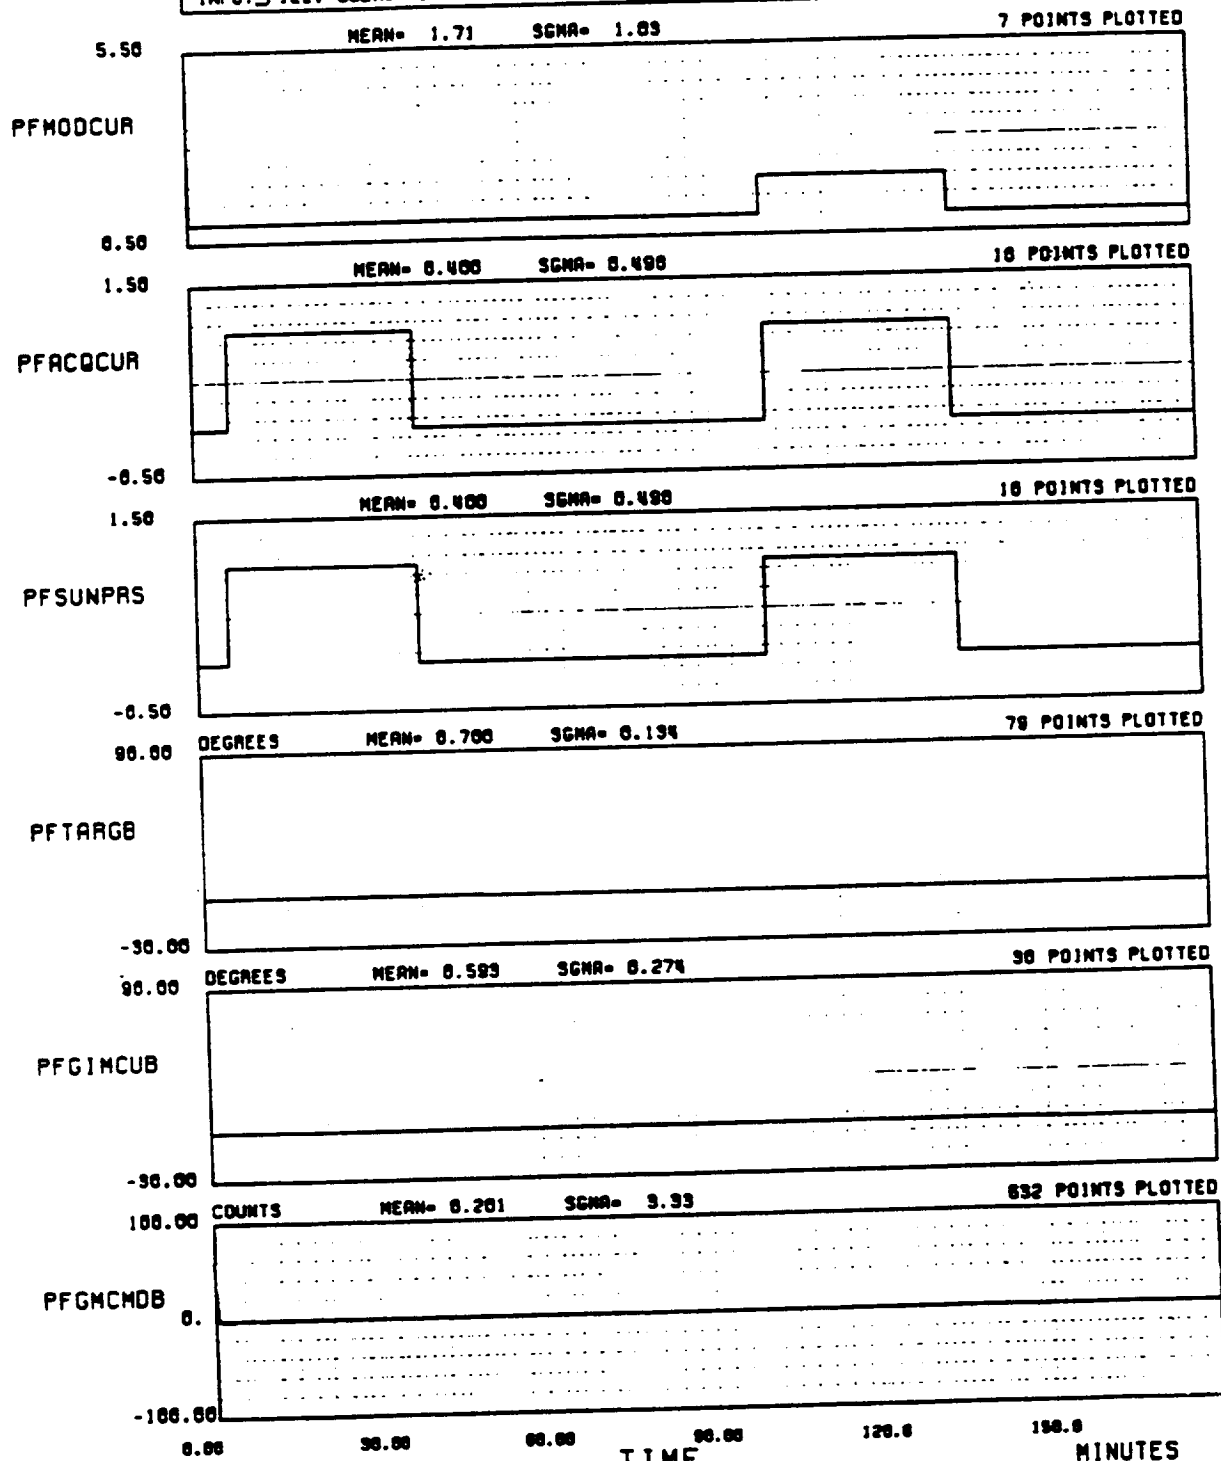 MEAN= 1.71 SGMA= 1.03 7 POINTS PLOTTED
5.50
PFMODCUR
0.50
MEAN= 0.400 SGMA= 0.490 10 POINTS PLOTTED
1.50
PFACQCUR
-0.50
MEAN= 0.400 SGMA= 0.490 10 POINTS PLOTTED
1.50
PFSUNPRS
-0.50
DEGREES MEAN= 0.700 SGMA= 0.134 79 POINTS PLOTTED
90.00
PFTARGB
-30.00
DEGREES MEAN= 0.593 SGMA= 0.274 30 POINTS PLOTTED
90.00
PFGIMCUB
-30.00
COUNTS MEAN= 0.201 SGMA= 3.33 632 POINTS PLOTTED
100.00
PFGMCMDB
0.
-100.00
0.00 30.00 60.00 90.00 120.0 150.0
TIME MINUTES